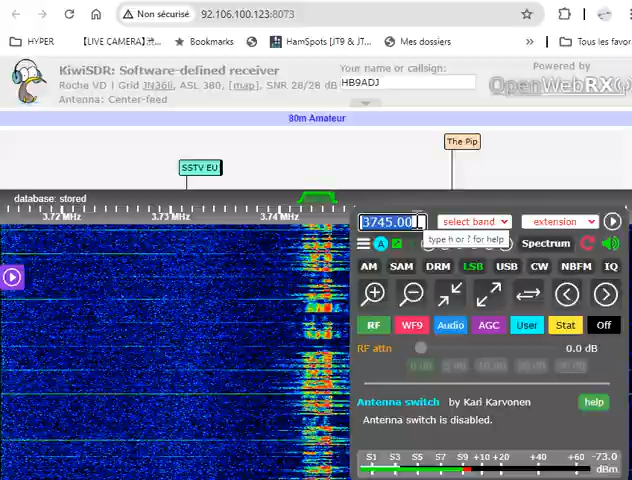 Non sécurisé 92.106.100.123:8073
HYPER 【LIVE CAMERA】 Bookmarks HamSpots [JT9 & JT... Mes dossiers » Tous les favor
KiwiSDR: Software-defined receiver
Roche VD | Grid JN36li, ASL 380, [map], SNR 28/28 dB
Antenna: Center-feed
Your name or callsign:
HB9ADJ
Powered by
OpenWebRX
80m Amateur
The Pip
SSTV EU
database: stored
3.72 MHz 3.73 MHz 3.74 MHz
3745.00 select band extension
type h or ? for help
A Spectrum
AM SAM DRM LSB USB CW NBFM IQ
RF WF9 Audio AGC User Stat Off
RF attn 0.0 dB
Antenna switch by Kari Karvonen help
Antenna switch is disabled.
S1 S3 S5 S7 S9 +10 +20 +40 +60 -73.0
dBm